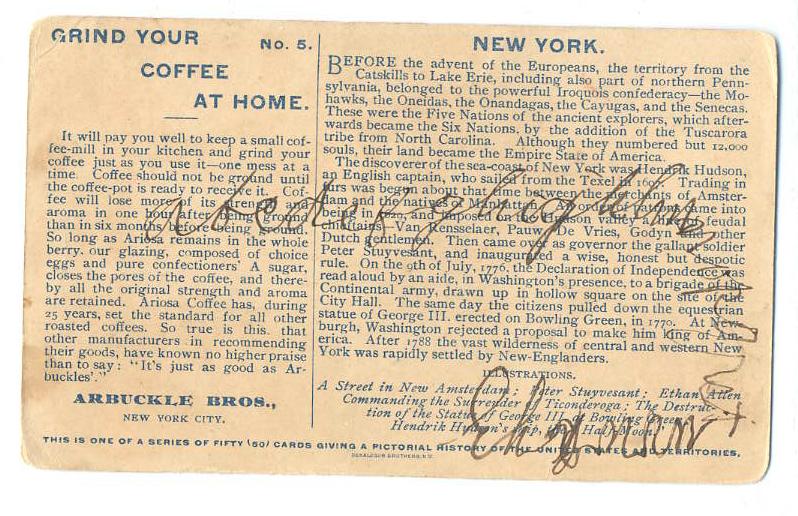 GRIND YOUR
COFFEE
AT HOME.
It will pay you well to keep a small cof-
fee-mill in your kitchen and grind your
coffee just as you use it—one mess at a
time. Coffee should not be ground until
the coffee-pot is ready to receive it. Cof-
fee will lose more of its strength and
aroma in one hour after being ground
than in six months before being ground.
So long as Ariosa remains in the whole
berry, our glazing, composed of choice
eggs and pure confectioners' A sugar,
closes the pores of the coffee, and there-
by all the original strength and aroma
are retained. Ariosa Coffee has, during
25 years, set the standard for all other
roasted coffees. So true is this, that
other manufacturers in recommending
their goods, have known no higher praise
than to say: "It's just as good as Ar-
buckles'."
ARBUCKLE BROS.,
NEW YORK CITY.
No. 5.
NEW YORK.
BEFORE the advent of the Europeans, the territory from the
Catskills to Lake Erie, including also part of northern Penn-
sylvania, belonged to the powerful Iroquois confederacy—the Mo-
hawks, the Oneidas, the Onandagas, the Cayugas, and the Senecas.
These were the Five Nations of the ancient explorers, which after-
wards became the Six Nations, by the addition of the Tuscarora
tribe from North Carolina. Although they numbered but 12,000
souls, their land became the Empire State of America.
The discoverer of the sea-coast of New York was Hendrik Hudson,
an English captain, who sailed from the Texel in 1609. Trading in
furs was begun about that time between the merchants of Amster-
dam and the natives of Manhattan. A brood of patroons came into
being 1620, and imposed on the Hudson Valley the rule of feudal
chieftains—Van Rensselaer, Pauw, De Vries, Godyn and other
Dutch gentlemen. Then came over as governor the gallant soldier
Peter Stuyvesant, and inaugurated a wise, honest but despotic
rule. On the 9th of July, 1776, the Declaration of Independence was
read aloud by an aide, in Washington's presence, to a brigade of the
Continental army, drawn up in hollow square on the site of the
City Hall. The same day the citizens pulled down the equestrian
statue of George III. erected on Bowling Green, in 1770. At New-
burgh, Washington rejected a proposal to make him king of Am-
erica. After 1788 the vast wilderness of central and western New
York was rapidly settled by New-Englanders.
ILLUSTRATIONS.
A Street in New Amsterdam; Peter Stuyvesant; Ethan Allen
Commanding the Surrender of Ticonderoga; The Destruc-
tion of the Statue of George III. at Bowling Green;
Hendrik Hudson's ship, the "Half-Moon."
THIS IS ONE OF A SERIES OF FIFTY (50) CARDS GIVING A PICTORIAL HISTORY OF THE UNITED STATES AND TERRITORIES.
DONALDSON BROTHERS, N.Y.